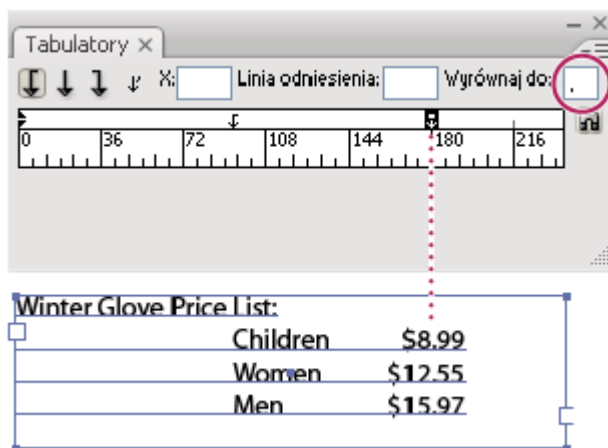 Tabulatory
X: Linia odniesienia: Wyrównaj do: .
0 36 72 108 144 180 216
Winter Glove Price List:
Children $8.99
Women $12.55
Men $15.97